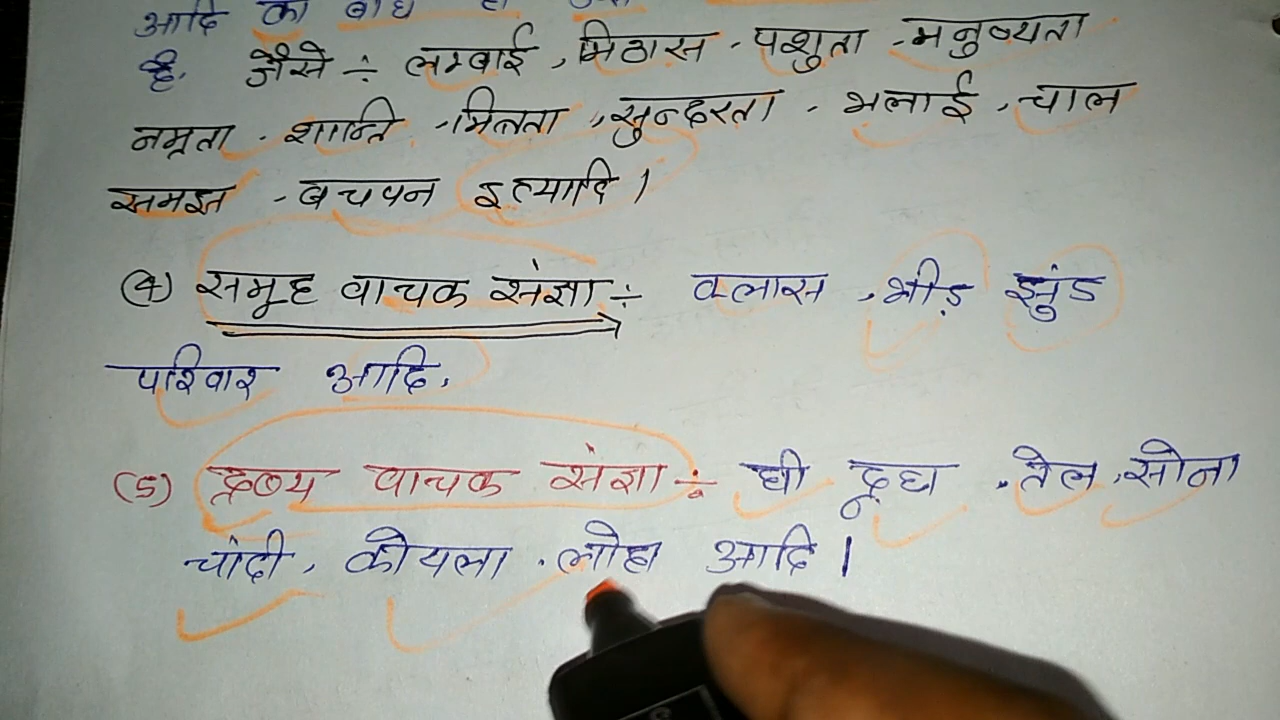 आदि का बोध हो
है. जैसे ÷ लम्बाई, मिठास - पशुता - मनुष्यता
नम्रता - शान्ति - मित्रता, सुन्दरता - भलाई, चाल
समझ - बचपन इत्यादि।
(4) समूह वाचक संज्ञा ÷ क्लास, भीड़ झुंड
परिवार आदि.
(5) द्रव्य वाचक संज्ञा ÷ घी दूध, तेल, सोना
चांदी, कोयला, लोहा आदि।